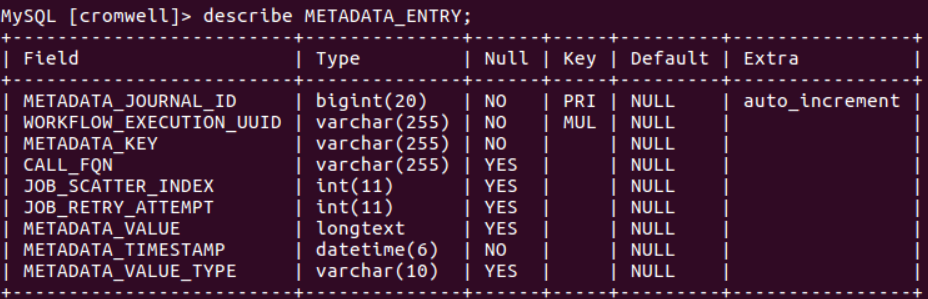 MySQL [cromwell]> describe METADATA_ENTRY;
+-------------------------+--------------+------+-----+---------+----------------+
| Field                   | Type         | Null | Key | Default | Extra          |
+-------------------------+--------------+------+-----+---------+----------------+
| METADATA_JOURNAL_ID     | bigint(20)   | NO   | PRI | NULL    | auto_increment |
| WORKFLOW_EXECUTION_UUID | varchar(255) | NO   | MUL | NULL    |                |
| METADATA_KEY            | varchar(255) | NO   |     | NULL    |                |
| CALL_FQN                | varchar(255) | YES  |     | NULL    |                |
| JOB_SCATTER_INDEX       | int(11)      | YES  |     | NULL    |                |
| JOB_RETRY_ATTEMPT       | int(11)      | YES  |     | NULL    |                |
| METADATA_VALUE          | longtext     | YES  |     | NULL    |                |
| METADATA_TIMESTAMP      | datetime(6)  | NO   |     | NULL    |                |
| METADATA_VALUE_TYPE     | varchar(10)  | YES  |     | NULL    |                |
+-------------------------+--------------+------+-----+---------+----------------+